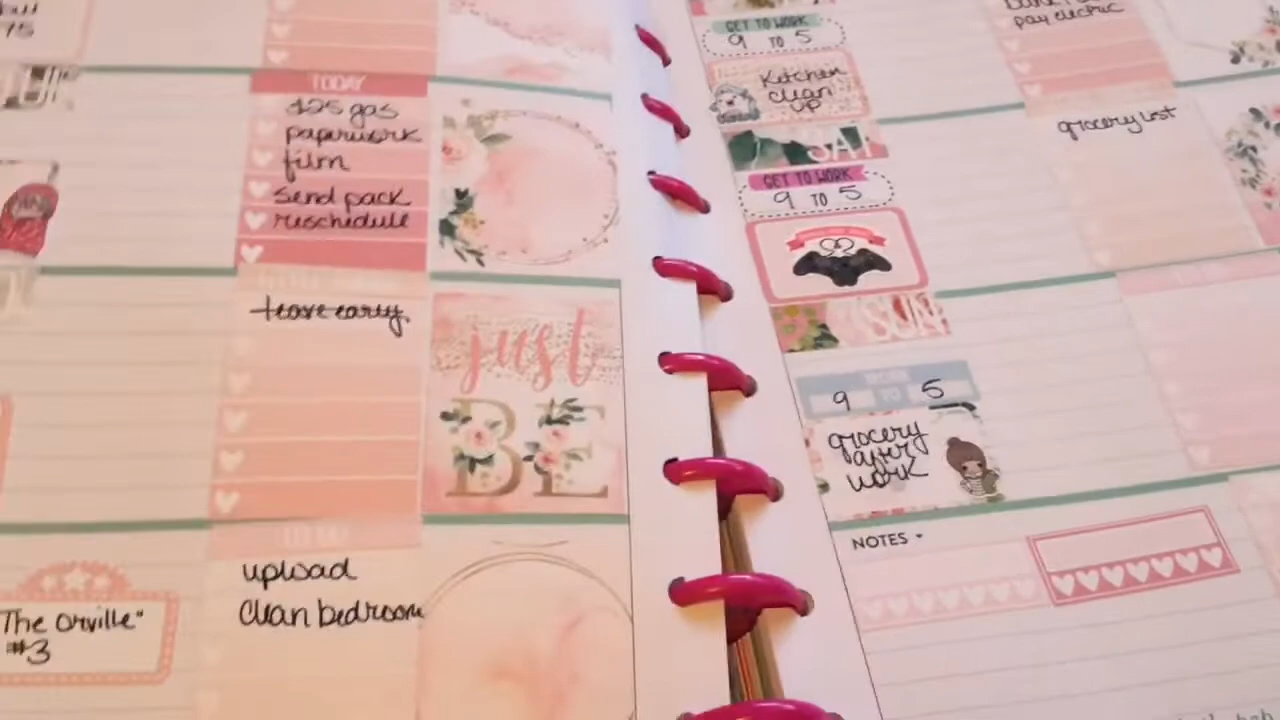 75
TODAY
$25 gas
paperwork
film
send pack
reschedule
leave early
just
BE
upload
clean bedroom
"The Orville"
#3
GET TO WORK
9 TO 5
Kitchen
clean
up
SAT
GET TO WORK
9 TO 5
SUN
9 TO 5
grocery
after
work
NOTES
pay electric
grocery list